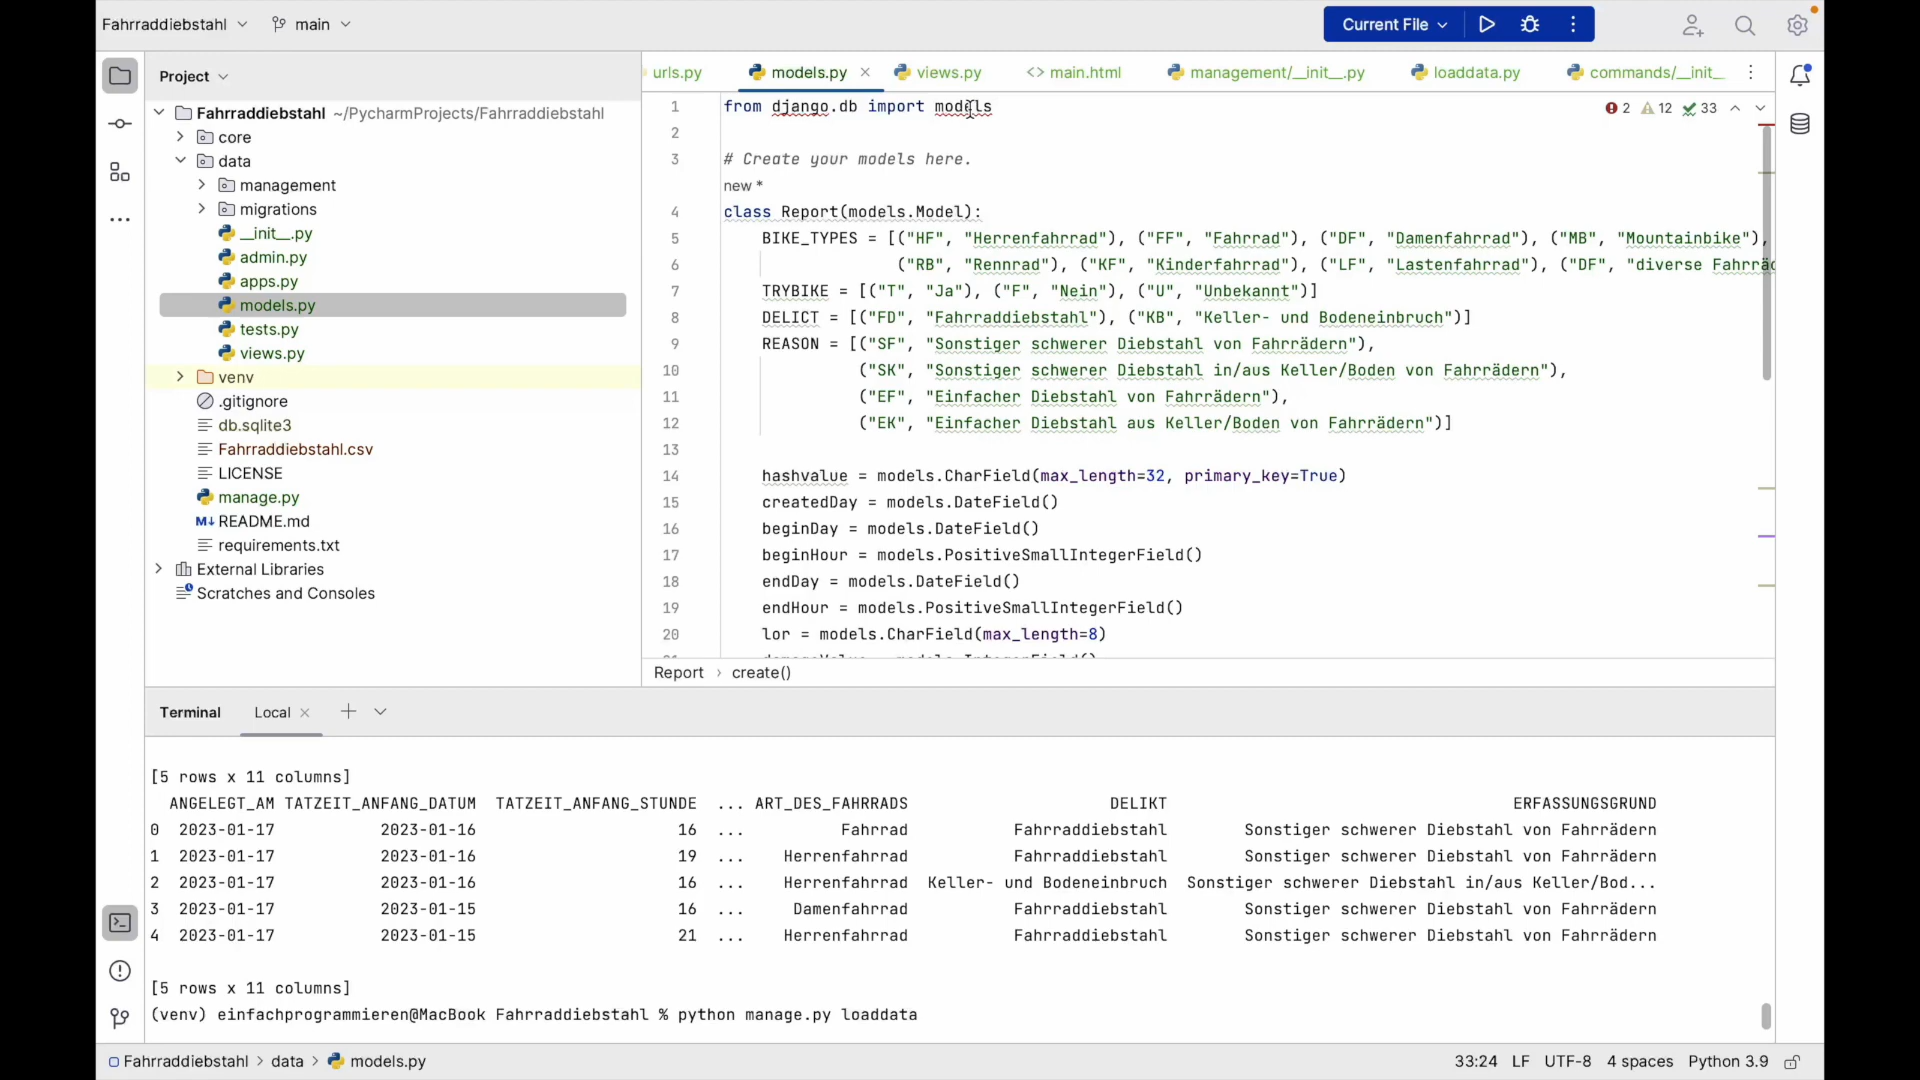 Fahrraddiebstahl main
Current File
Project
Fahrraddiebstahl ~/PycharmProjects/Fahrraddiebstahl
core
data
management
migrations
__init__.py
admin.py
apps.py
models.py
tests.py
views.py
venv
.gitignore
db.sqlite3
Fahrraddiebstahl.csv
LICENSE
manage.py
M↓ README.md
requirements.txt
External Libraries
Scratches and Consoles
urls.py models.py views.py <> main.html management/__init__.py loaddata.py commands/__init__
2 12 33
1 from django.db import models
2
3 # Create your models here.
new *
4 class Report(models.Model):
5 BIKE_TYPES = [("HF", "Herrenfahrrad"), ("FF", "Fahrrad"), ("DF", "Damenfahrrad"), ("MB", "Mountainbike"),
6 ("RB", "Rennrad"), ("KF", "Kinderfahrrad"), ("LF", "Lastenfahrrad"), ("DF", "diverse Fahrräd
7 TRYBIKE = [("T", "Ja"), ("F", "Nein"), ("U", "Unbekannt")]
8 DELICT = [("FD", "Fahrraddiebstahl"), ("KB", "Keller- und Bodeneinbruch")]
9 REASON = [("SF", "Sonstiger schwerer Diebstahl von Fahrrädern"),
10 ("SK", "Sonstiger schwerer Diebstahl in/aus Keller/Boden von Fahrrädern"),
11 ("EF", "Einfacher Diebstahl von Fahrrädern"),
12 ("EK", "Einfacher Diebstahl aus Keller/Boden von Fahrrädern")]
13
14 hashvalue = models.CharField(max_length=32, primary_key=True)
15 createdDay = models.DateField()
16 beginDay = models.DateField()
17 beginHour = models.PositiveSmallIntegerField()
18 endDay = models.DateField()
19 endHour = models.PositiveSmallIntegerField()
20 lor = models.CharField(max_length=8)
Report › create()
Terminal Local
[5 rows x 11 columns]
ANGELEGT_AM TATZEIT_ANFANG_DATUM TATZEIT_ANFANG_STUNDE ... ART_DES_FAHRRADS DELIKT ERFASSUNGSGRUND
0 2023-01-17 2023-01-16 16 ... Fahrrad Fahrraddiebstahl Sonstiger schwerer Diebstahl von Fahrrädern
1 2023-01-17 2023-01-16 19 ... Herrenfahrrad Fahrraddiebstahl Sonstiger schwerer Diebstahl von Fahrrädern
2 2023-01-17 2023-01-16 16 ... Herrenfahrrad Keller- und Bodeneinbruch Sonstiger schwerer Diebstahl in/aus Keller/Bod...
3 2023-01-17 2023-01-15 16 ... Damenfahrrad Fahrraddiebstahl Sonstiger schwerer Diebstahl von Fahrrädern
4 2023-01-17 2023-01-15 21 ... Herrenfahrrad Fahrraddiebstahl Sonstiger schwerer Diebstahl von Fahrrädern
[5 rows x 11 columns]
(venv) einfachprogrammieren@MacBook Fahrraddiebstahl % python manage.py loaddata
Fahrraddiebstahl > data > models.py
33:24 LF UTF-8 4 spaces Python 3.9